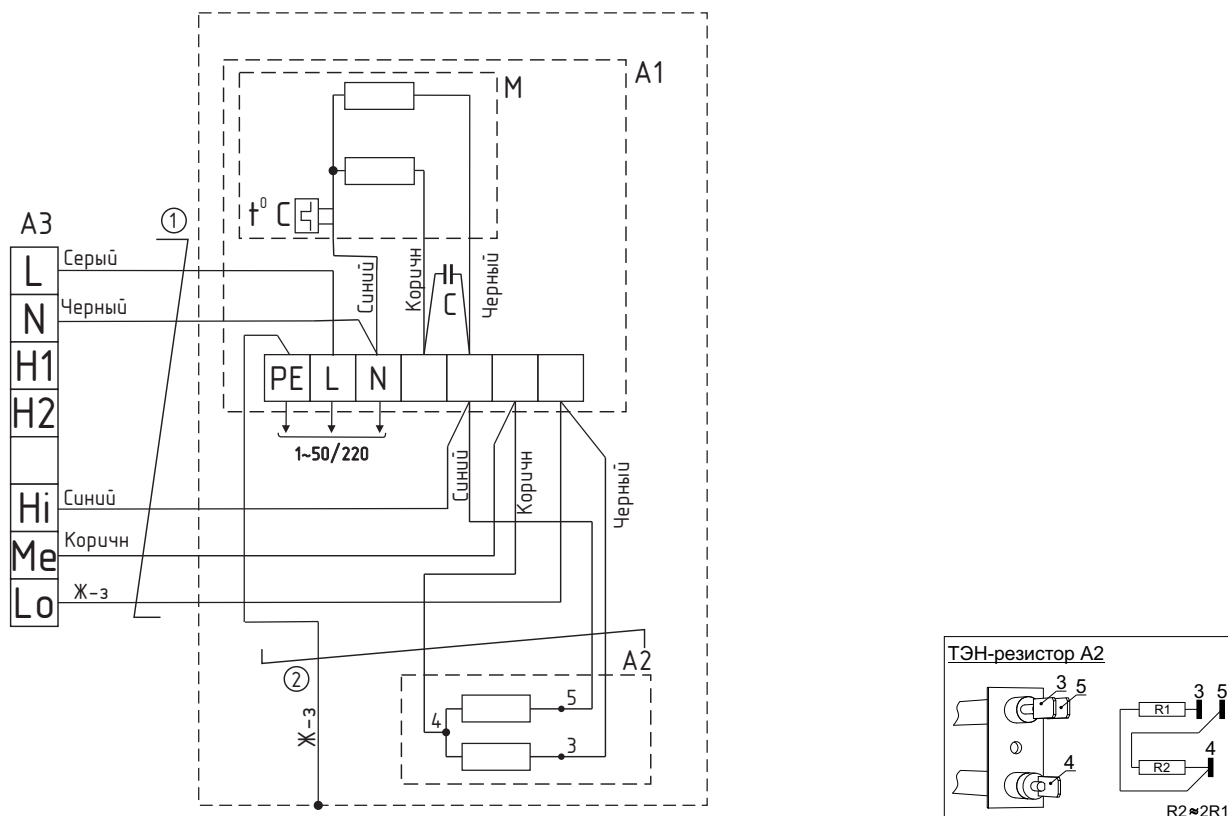 A1
M
t° C
A3
1
L
Серый
N
Черный
H1
H2
Hi
Синий
Me
Коричн
Lo
Ж-з
Синий
Коричн
C
Черный
PE
L
N
1~50/220
Синий
Коричн
Черный
2
Ж-з
A2
4
5
3
ТЭН-резистор А2
3
5
4
R1
3
5
R2
4
R2≈2R1